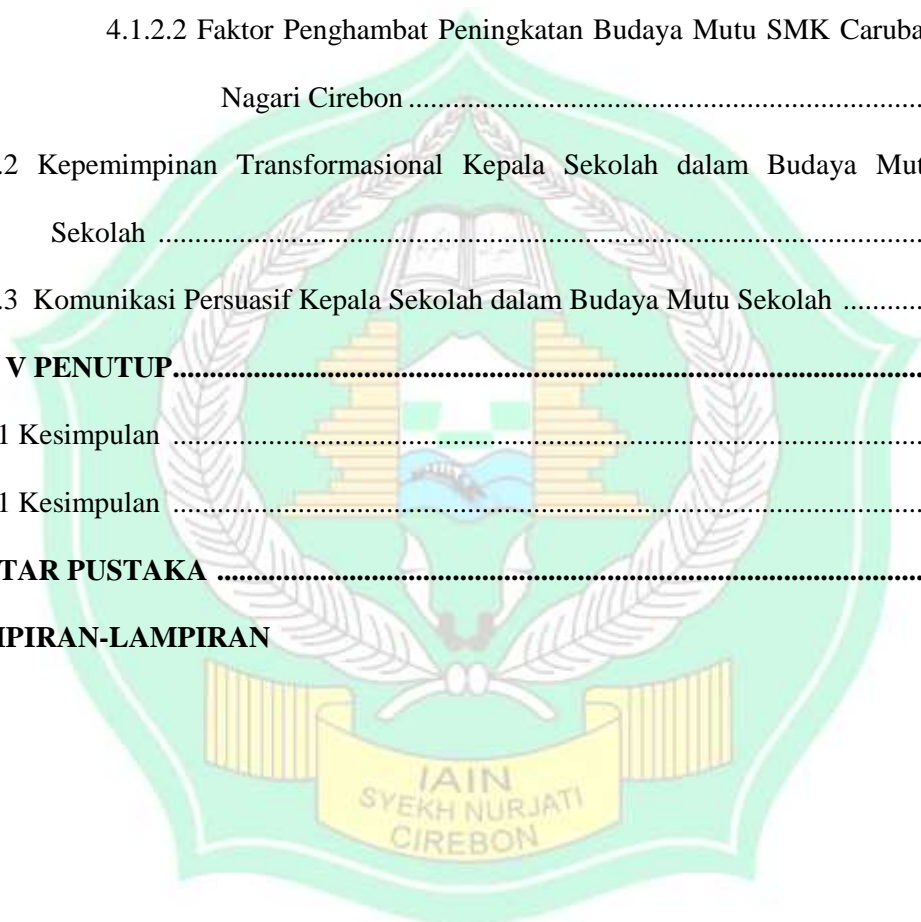 4.1.2.2 Faktor Penghambat Peningkatan Budaya Mutu SMK Caruba
Nagari Cirebon ..........................................................
.2 Kepemimpinan Transformasional Kepala Sekolah dalam Budaya Mut
Sekolah ......................................................................................
.3 Komunikasi Persuasif Kepala Sekolah dalam Budaya Mutu Sekolah .........
V PENUTUP.....................................................................................
1 Kesimpulan .....................................................................................
1 Kesimpulan .....................................................................................
TAR PUSTAKA ................................................................................
MPIRAN-LAMPIRAN
IAIN
SYEKH NURJATI
CIREBON